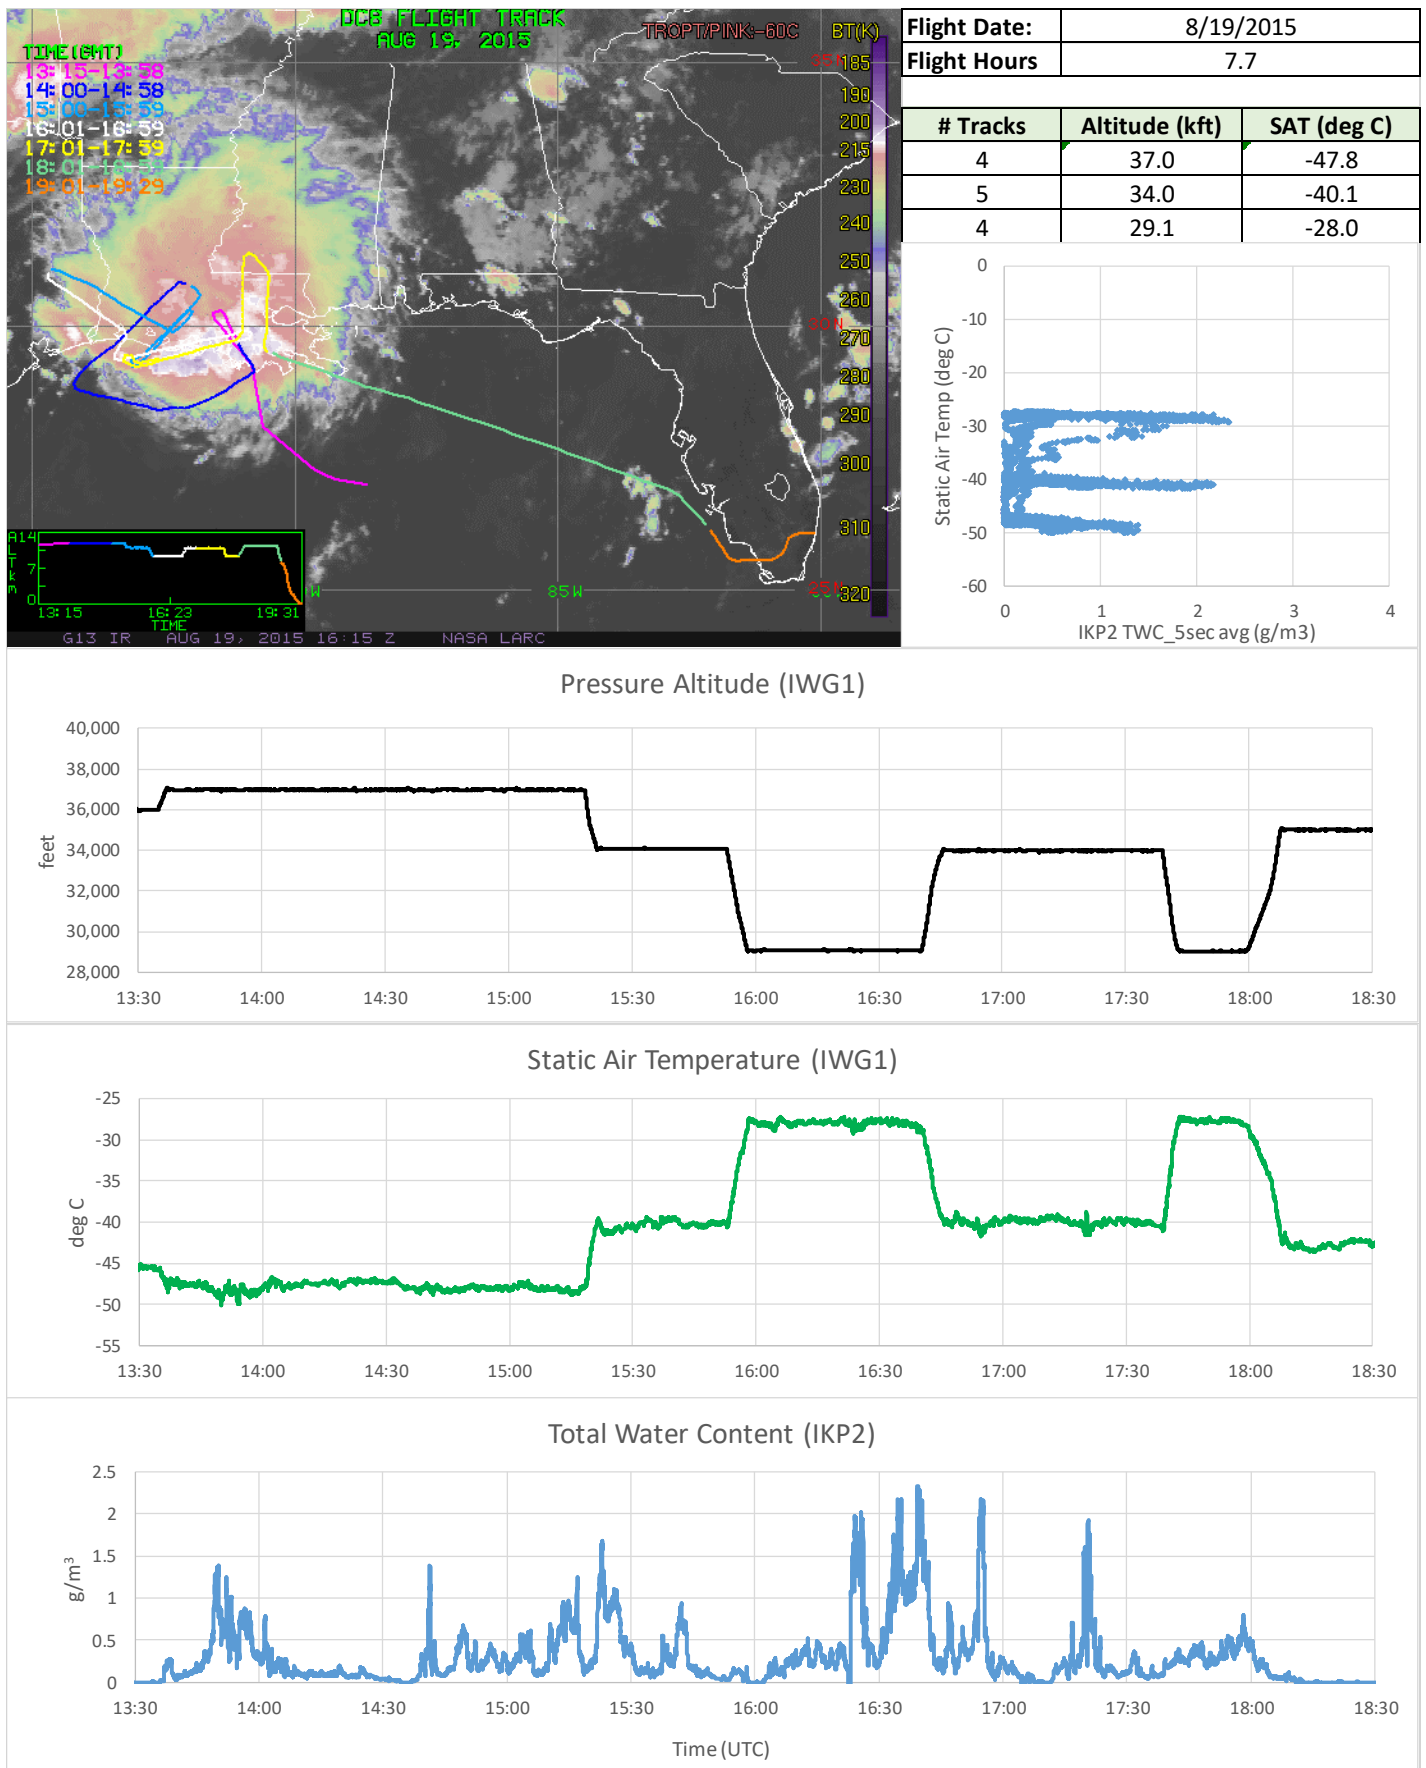 DC8 FLIGHT TRACK
AUG 19, 2015
TROPT/PINK:-60C BT(K)
TIME(GMT)
13:15-13:58
14:00-14:58
15:00-15:59
16:01-16:59
17:01-17:59
19:01-19:29
35N
185
190
200
215
230
240
250
260
30N
270
280
290
300
310
25N
320
85W
W
ALT km
14
7
0
13:15 16:23 19:31
TIME
G13 IR AUG 19, 2015 16:15 Z NASA LARC
Flight Date: 8/19/2015
Flight Hours 7.7
# Tracks Altitude (kft) SAT (deg C)
4 37.0 -47.8
5 34.0 -40.1
4 29.1 -28.0
Static Air Temp (deg C)
0
-10
-20
-30
-40
-50
-60
0 1 2 3 4
IKP2 TWC_5sec avg (g/m3)
Pressure Altitude (IWG1)
feet
40,000
38,000
36,000
34,000
32,000
30,000
28,000
13:30 14:00 14:30 15:00 15:30 16:00 16:30 17:00 17:30 18:00 18:30
Static Air Temperature (IWG1)
deg C
-25
-30
-35
-40
-45
-50
-55
13:30 14:00 14:30 15:00 15:30 16:00 16:30 17:00 17:30 18:00 18:30
Total Water Content (IKP2)
g/m³
2.5
2
1.5
1
0.5
0
13:30 14:00 14:30 15:00 15:30 16:00 16:30 17:00 17:30 18:00 18:30
Time (UTC)